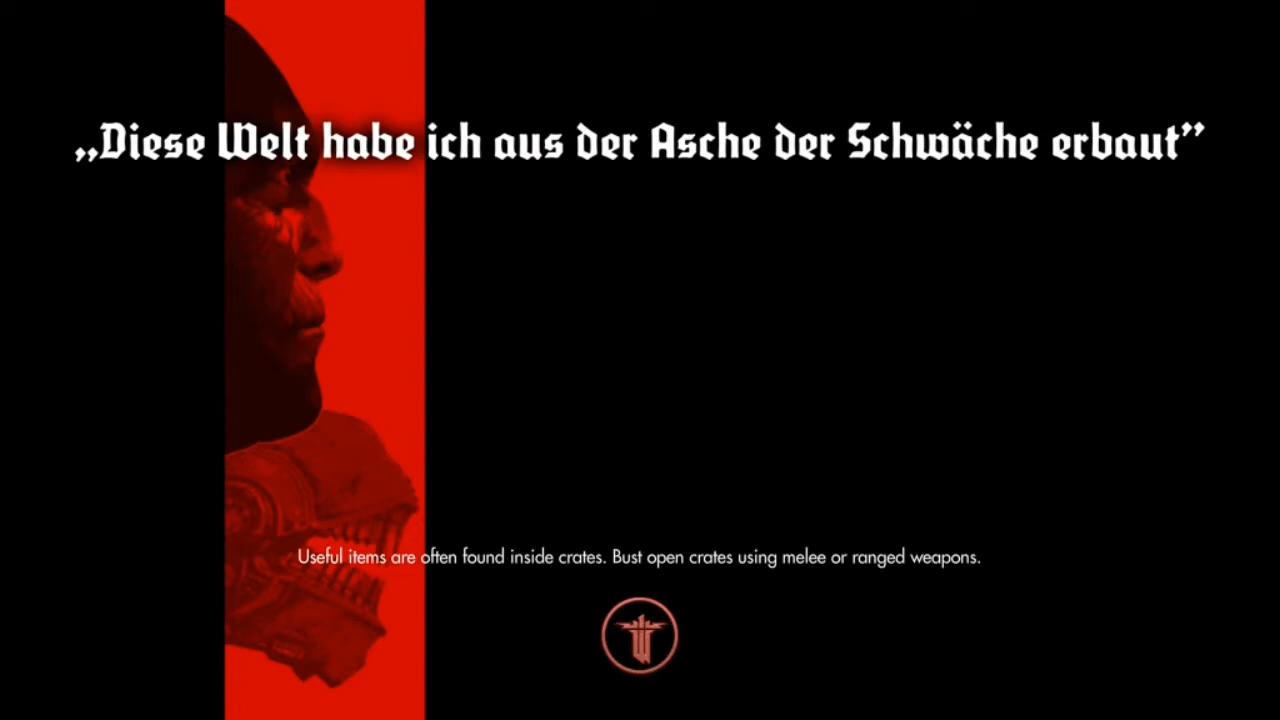 „Diese Welt habe ich aus der Asche der Schwäche erbaut”
Useful items are often found inside crates. Bust open crates using melee or ranged weapons.